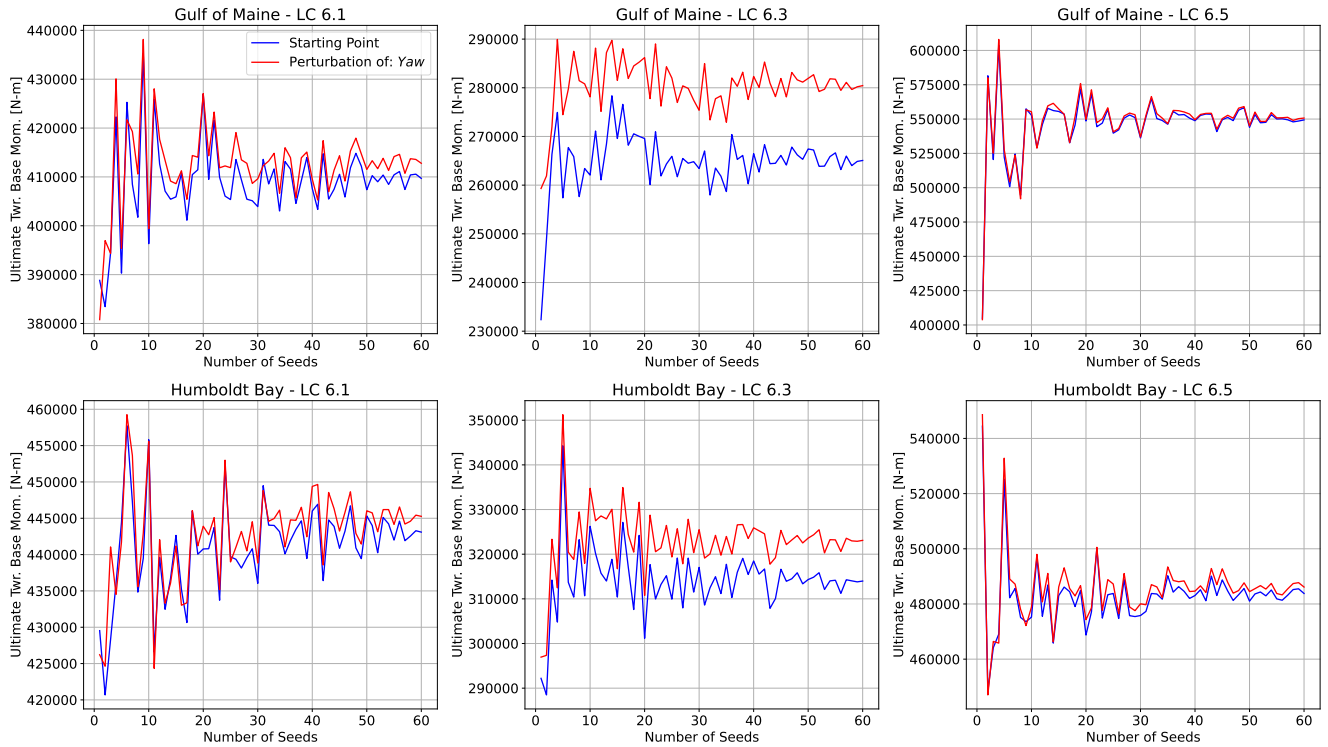 Gulf of Maine - LC 6.1
Ultimate Twr. Base Mom. [N-m]
440000
430000
420000
410000
400000
390000
380000
0 10 20 30 40 50 60
Number of Seeds
Starting Point
Perturbation of: Yaw
Gulf of Maine - LC 6.3
Ultimate Twr. Base Mom. [N-m]
290000
280000
270000
260000
250000
240000
230000
0 10 20 30 40 50 60
Number of Seeds
Gulf of Maine - LC 6.5
Ultimate Twr. Base Mom. [N-m]
600000
575000
550000
525000
500000
475000
450000
425000
400000
0 10 20 30 40 50 60
Number of Seeds
Humboldt Bay - LC 6.1
Ultimate Twr. Base Mom. [N-m]
460000
455000
450000
445000
440000
435000
430000
425000
420000
0 10 20 30 40 50 60
Number of Seeds
Humboldt Bay - LC 6.3
Ultimate Twr. Base Mom. [N-m]
350000
340000
330000
320000
310000
300000
290000
0 10 20 30 40 50 60
Number of Seeds
Humboldt Bay - LC 6.5
Ultimate Twr. Base Mom. [N-m]
540000
520000
500000
480000
460000
0 10 20 30 40 50 60
Number of Seeds